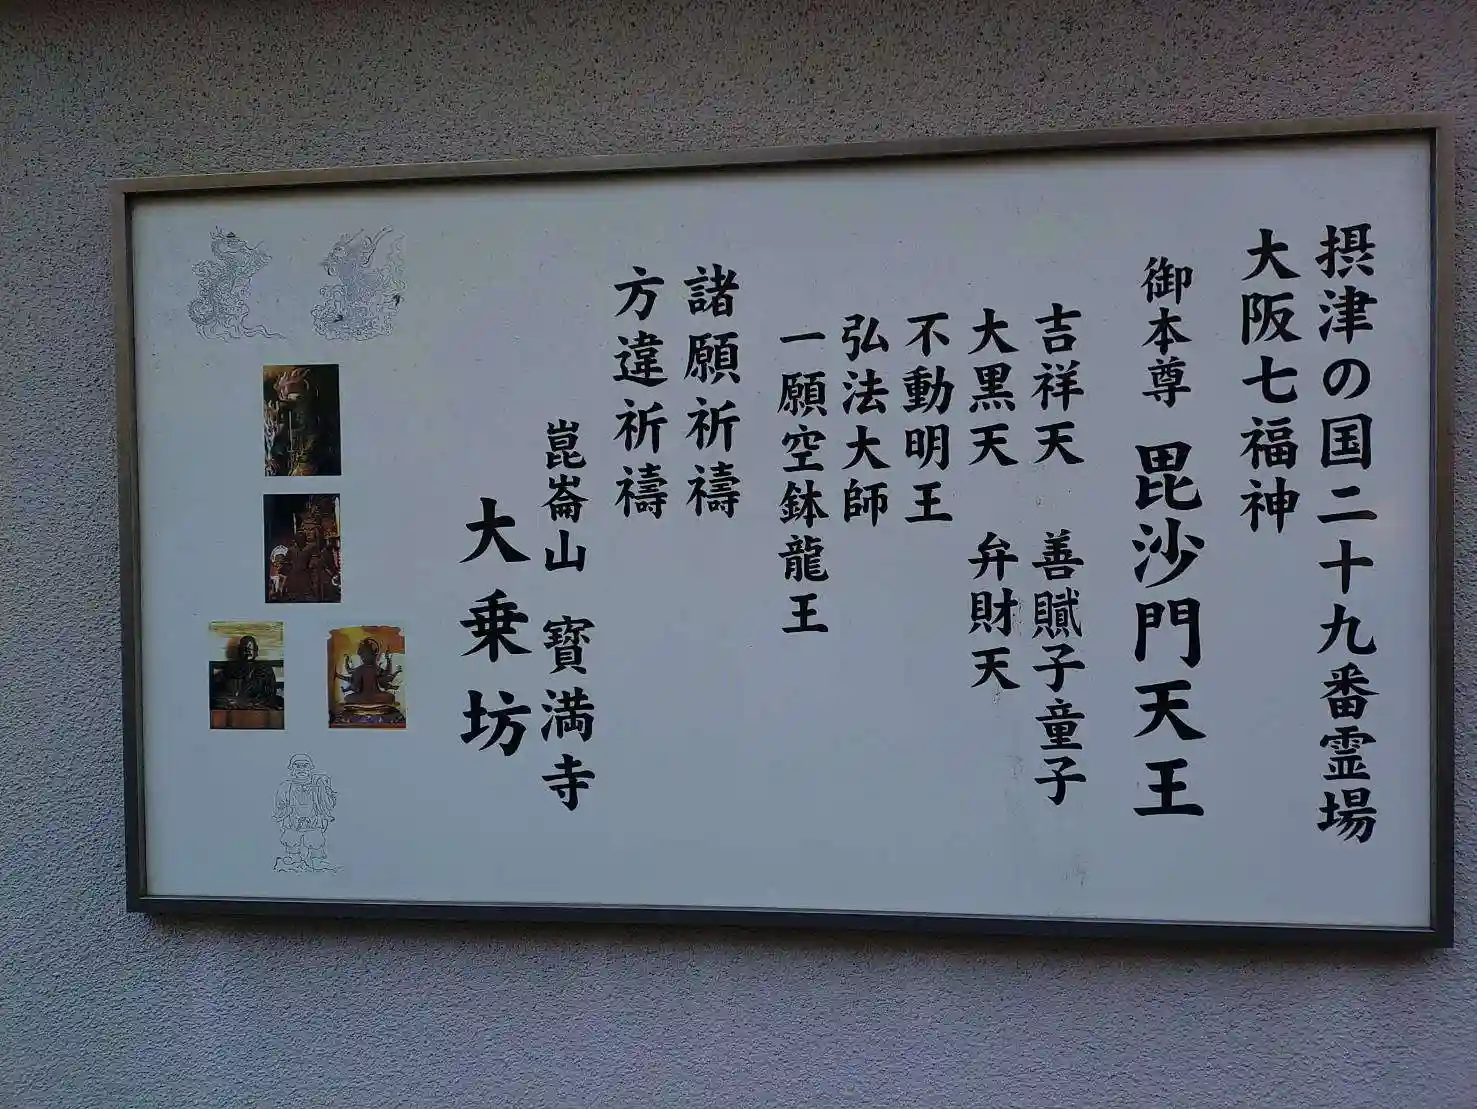 摂津の国二十九番霊場
大阪七福神
御本尊 毘沙門天王
吉祥天 善膩子童子
大黒天 弁財天
不動明王
弘法大師
一願空鉢龍王
諸願祈禱
方違祈禱
崑崙山 寶満寺
大乗坊